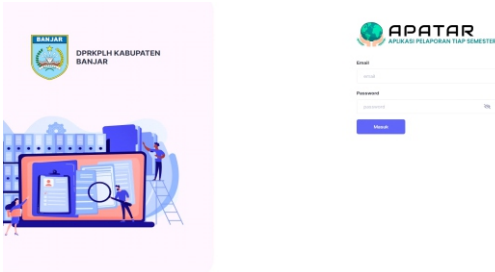 BANJAR
DPRKPLH KABUPATEN
BANJAR
APATAR
APLIKASI PELAPORAN TIAP SEMESTER
Email
email
Password
password
Masuk